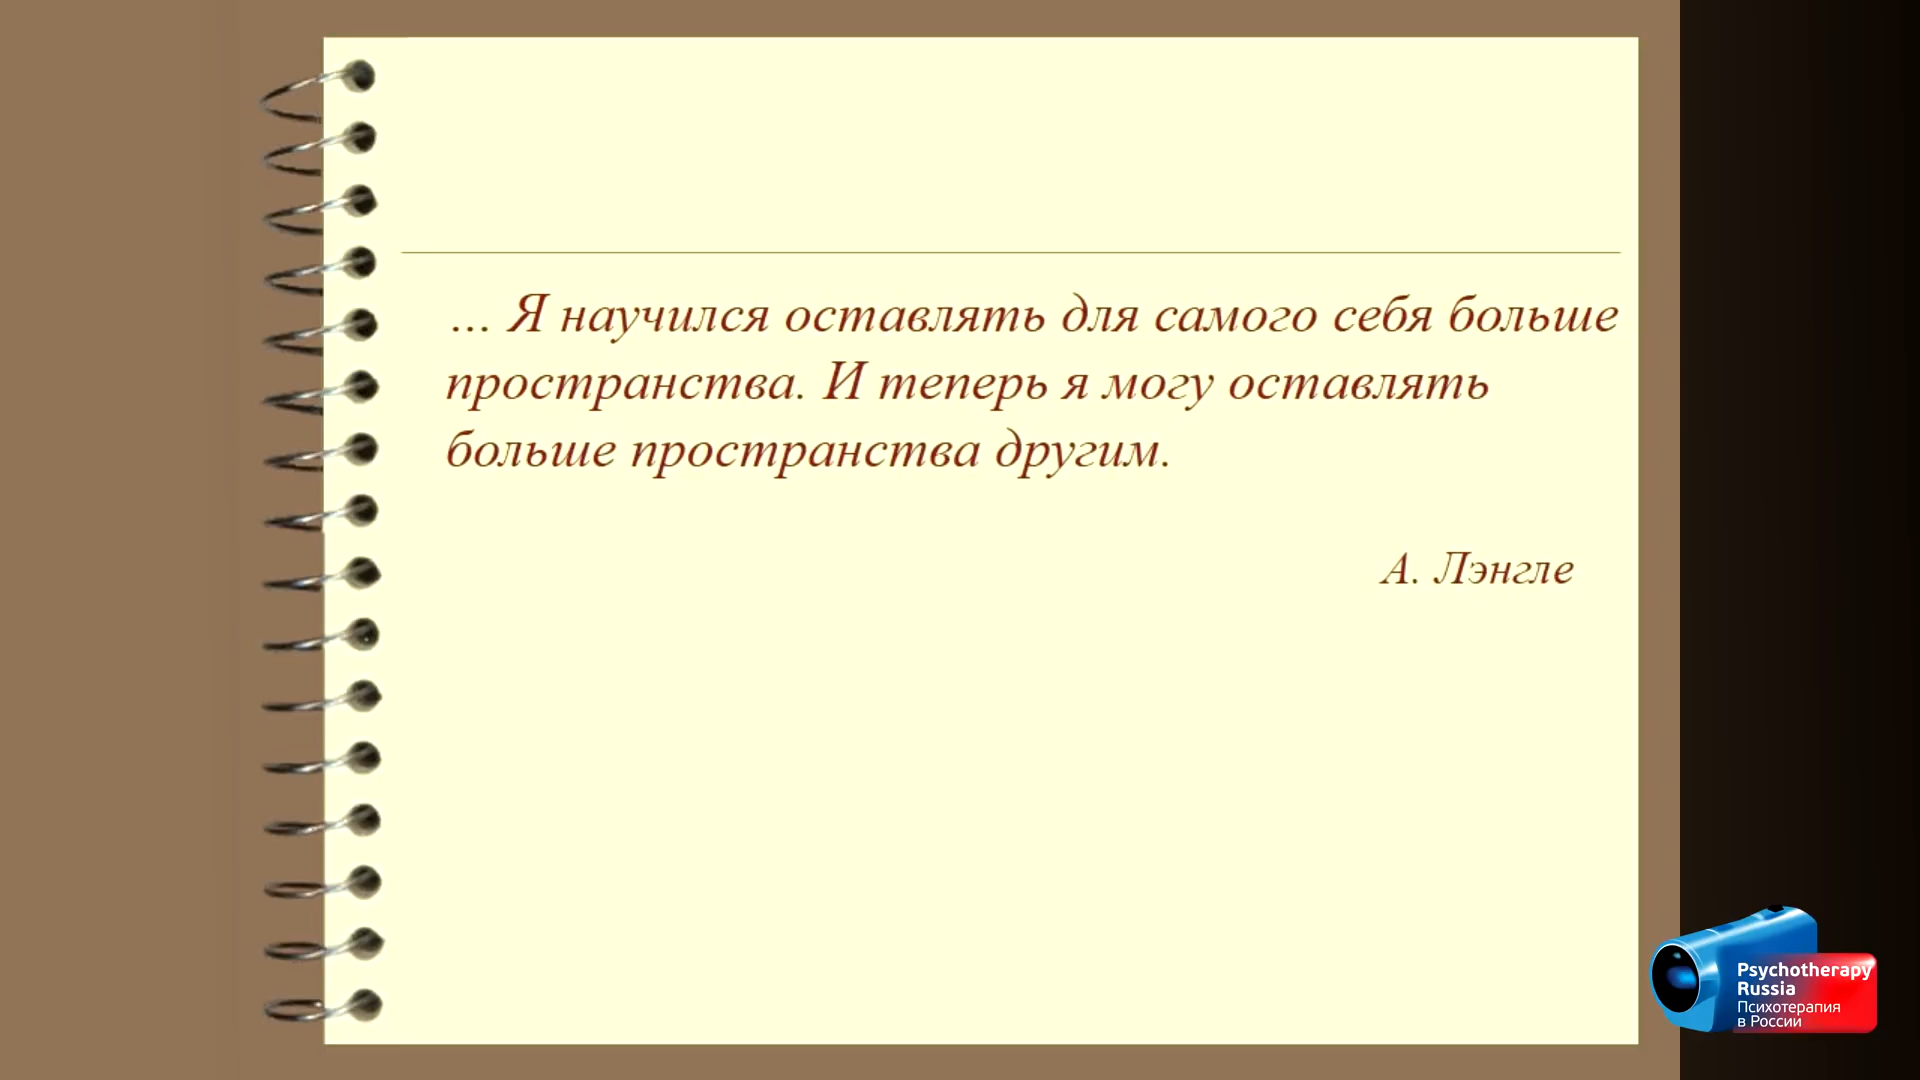 ... Я научился оставлять для самого себя больше
пространства. И теперь я могу оставлять
больше пространства другим.
А. Лэнгле
Psychotherapy
Russia
Психотерапия
в России